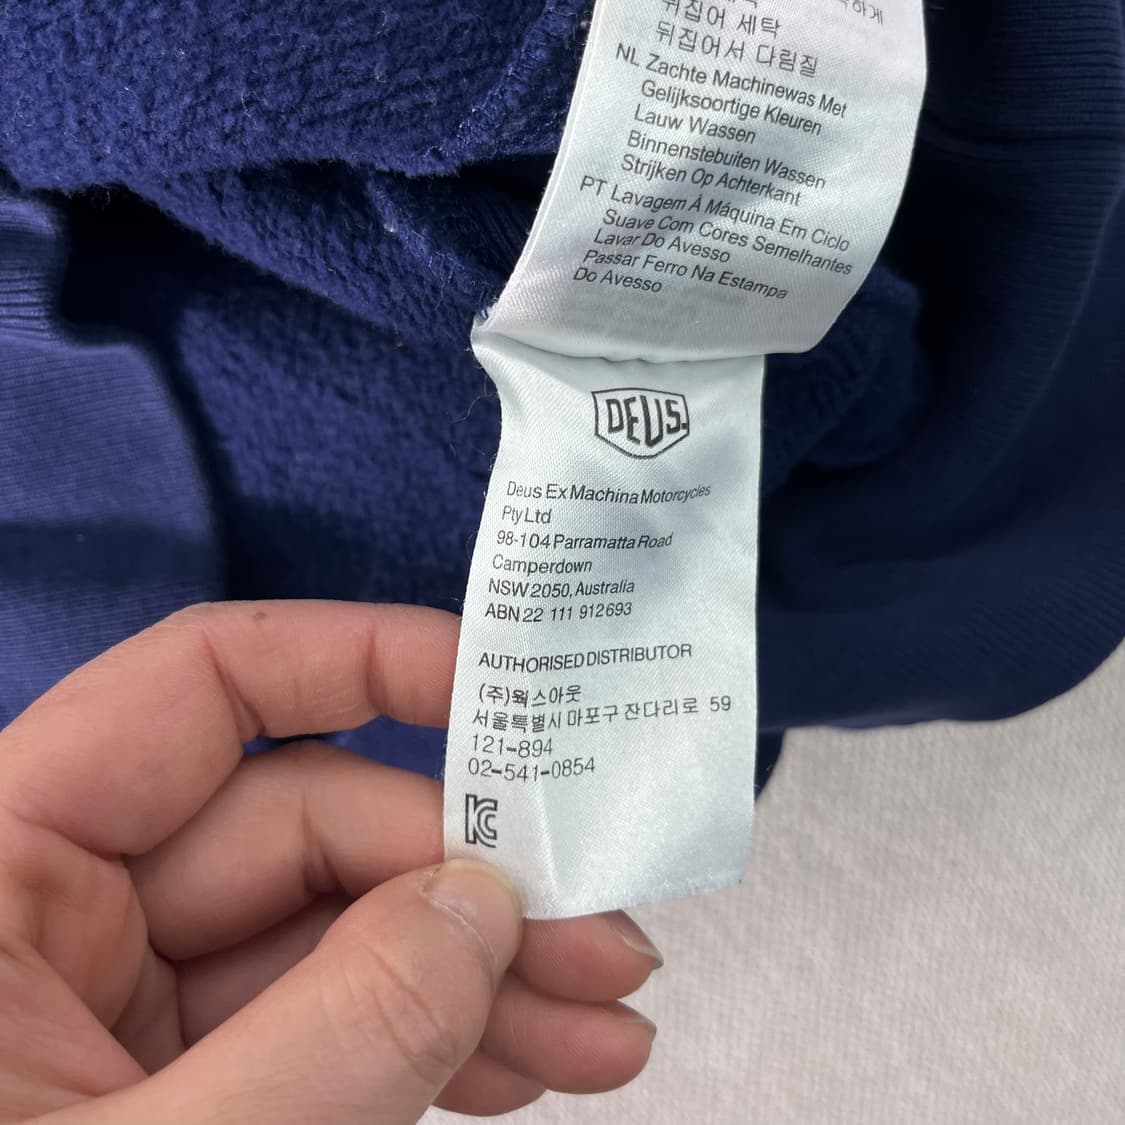 뒤집어 세탁
뒤집어서 다림질
NL Zachte Machinewas Met
Gelijksoortige Kleuren
Lauw Wassen
Binnenstebuiten Wassen
Strijken Op Achterkant
PT Lavagem À Máquina Em Ciclo
Suave Com Cores Semelhantes
Lavar Do Avesso
Passar Ferro Na Estampa
Do Avesso
DEUS.
Deus Ex Machina Motorcycles
Pty Ltd
98-104 Parramatta Road
Camperdown
NSW 2050, Australia
ABN 22 111 912 693
AUTHORISED DISTRIBUTOR
(주)웍스아웃
서울특별시 마포구 잔다리로 59
121-894
02-541-0854
KC